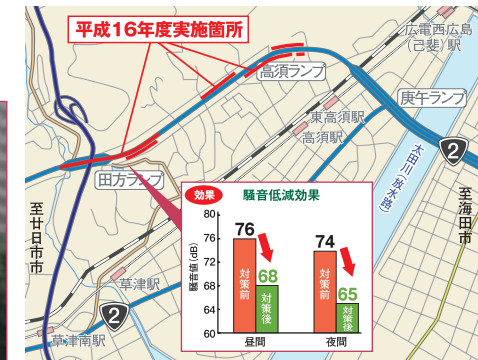 平成16年度実施箇所
広電西広島
(己斐)駅
高須ランプ
庚午ランプ
東高須駅
高須駅
2
太田川(放水路)
至海田市
田方ランプ
至廿日市市
草津駅
2
草津南駅
効果 騒音低減効果
騒音値(dB)
80
76
72
68
64
60
76
68
74
65
対策前
対策後
対策前
対策後
昼間
夜間